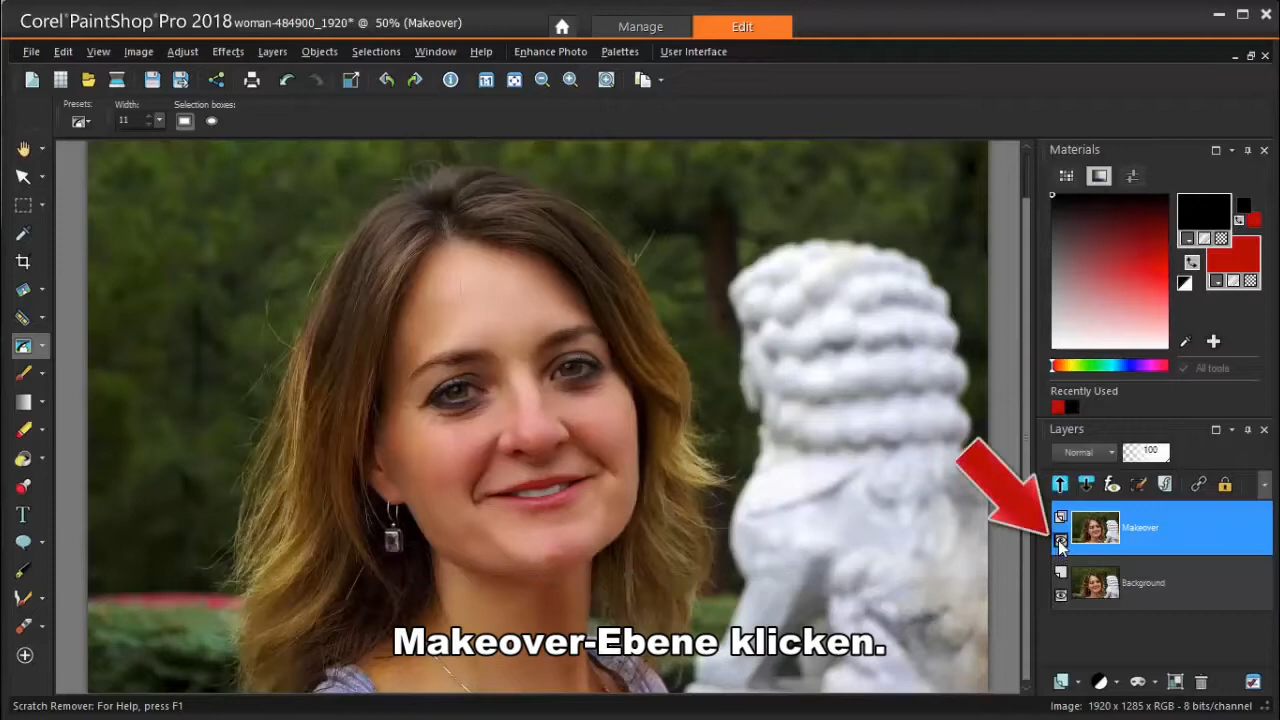 Corel PaintShop Pro 2018 woman-484900_1920* @ 50% (Makeover)
Manage
Edit
File Edit View Image Adjust Effects Layers Objects Selections Window Help Enhance Photo Palettes User Interface
Presets: Width: Selection boxes:
11
Materials
All tools
Recently Used
Layers
Normal 100
Makeover
Background
Makeover-Ebene klicken.
Scratch Remover: For Help, press F1
Image: 1920 x 1285 x RGB - 8 bits/channel